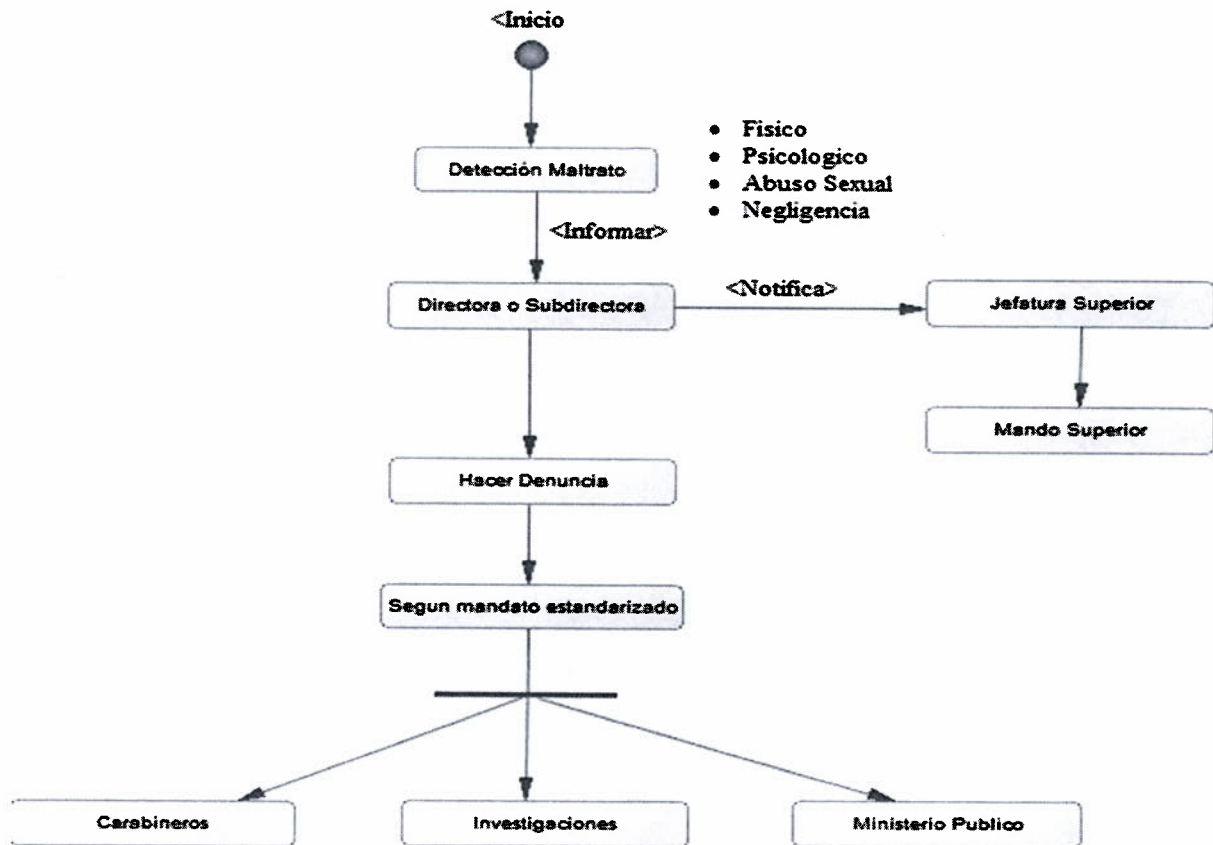 <Inicio
Detección Maltrato
• Fisico
• Psicologico
• Abuso Sexual
• Negligencia
<Informar>
Directora o Subdirectora
<Notifica>
Jefatura Superior
Mando Superior
Hacer Denuncia
Segun mandato estandarizado
Carabineros
Investigaciones
Ministerio Publico